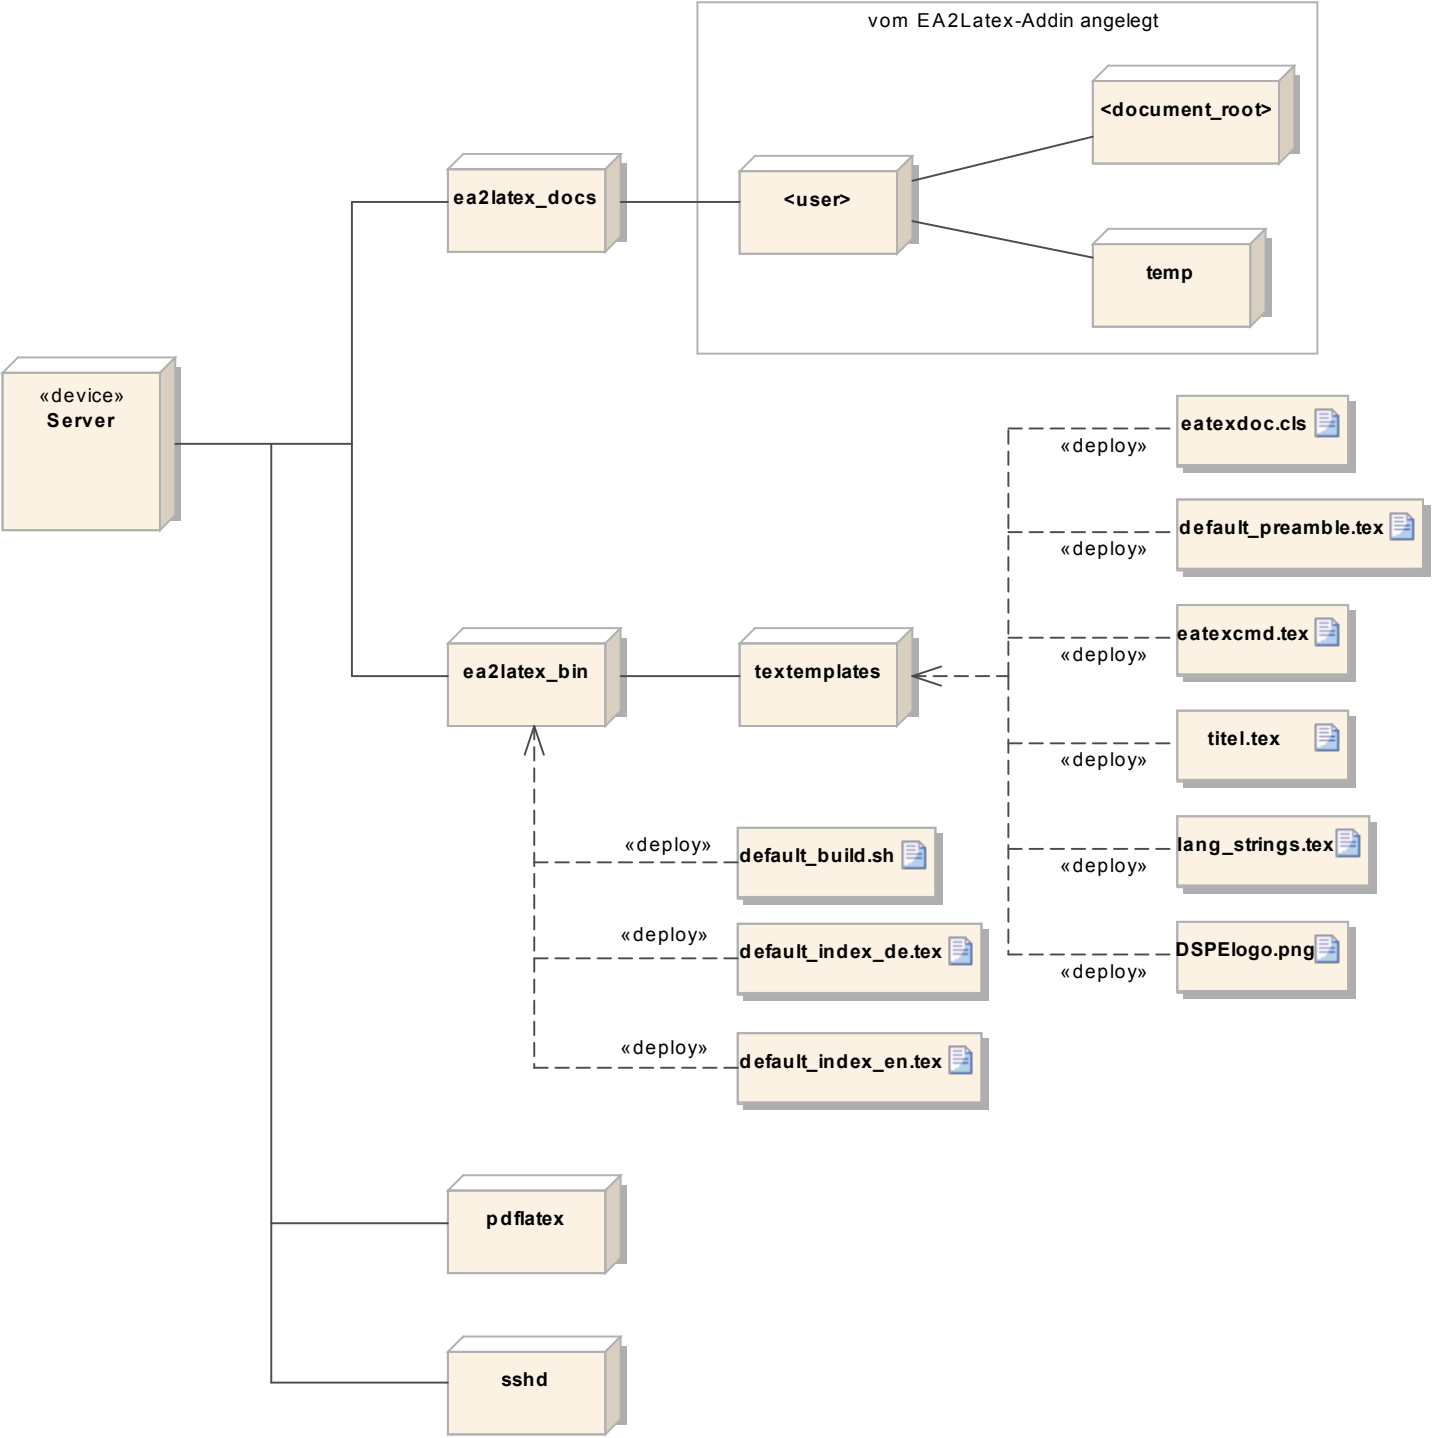 vom EA2Latex-Addin angelegt
<document_root>
ea2latex_docs
<user>
temp
«device»
Server
eatexdoc.cls
«deploy»
default_preamble.tex
«deploy»
eatexcmd.tex
«deploy»
ea2latex_bin
textemplates
titel.tex
«deploy»
lang_strings.tex
«deploy»
DSPElogo.png
«deploy»
«deploy»
default_build.sh
«deploy»
default_index_de.tex
«deploy»
default_index_en.tex
pdflatex
sshd